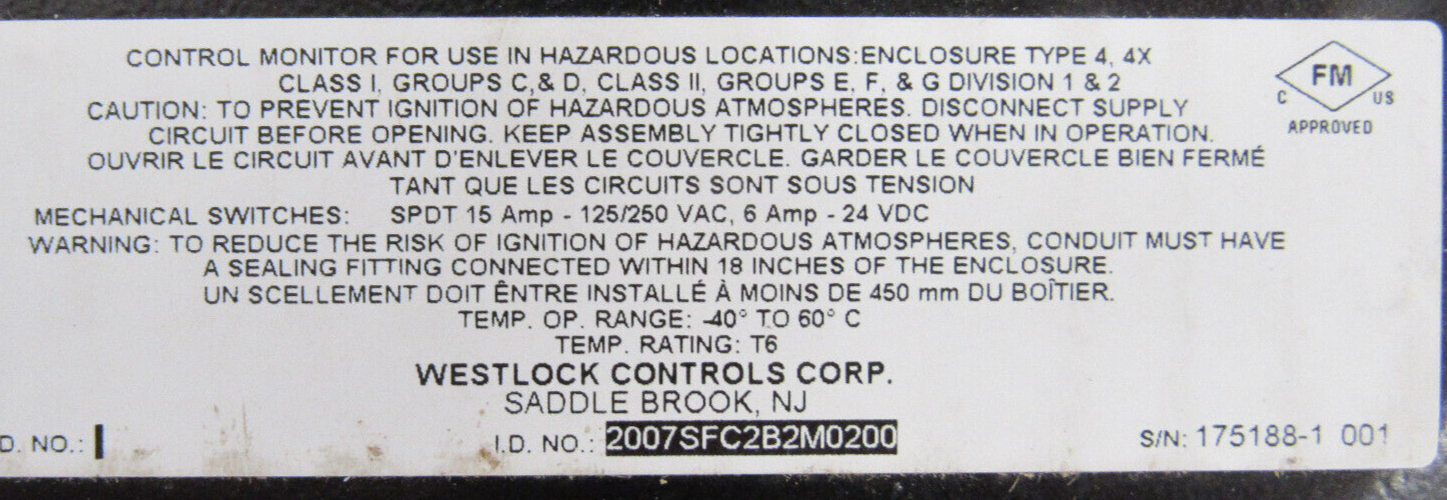 CONTROL MONITOR FOR USE IN HAZARDOUS LOCATIONS:ENCLOSURE TYPE 4, 4X
CLASS I, GROUPS C,& D, CLASS II, GROUPS E, F, & G DIVISION 1 & 2
CAUTION: TO PREVENT IGNITION OF HAZARDOUS ATMOSPHERES. DISCONNECT SUPPLY
CIRCUIT BEFORE OPENING. KEEP ASSEMBLY TIGHTLY CLOSED WHEN IN OPERATION.
OUVRIR LE CIRCUIT AVANT D'ENLEVER LE COUVERCLE. GARDER LE COUVERCLE BIEN FERMÉ
TANT QUE LES CIRCUITS SONT SOUS TENSION
MECHANICAL SWITCHES: SPDT 15 Amp - 125/250 VAC, 6 Amp - 24 VDC
WARNING: TO REDUCE THE RISK OF IGNITION OF HAZARDOUS ATMOSPHERES, CONDUIT MUST HAVE
A SEALING FITTING CONNECTED WITHIN 18 INCHES OF THE ENCLOSURE.
UN SCELLEMENT DOIT ÊNTRE INSTALLÉ À MOINS DE 450 mm DU BOÎTIER.
TEMP. OP. RANGE: -40° TO 60° C
TEMP. RATING: T6
WESTLOCK CONTROLS CORP.
SADDLE BROOK, NJ
D. NO.: I.D. NO.: 2007SFC2B2M0200 S/N: 175188-1 001
FM
C US
APPROVED